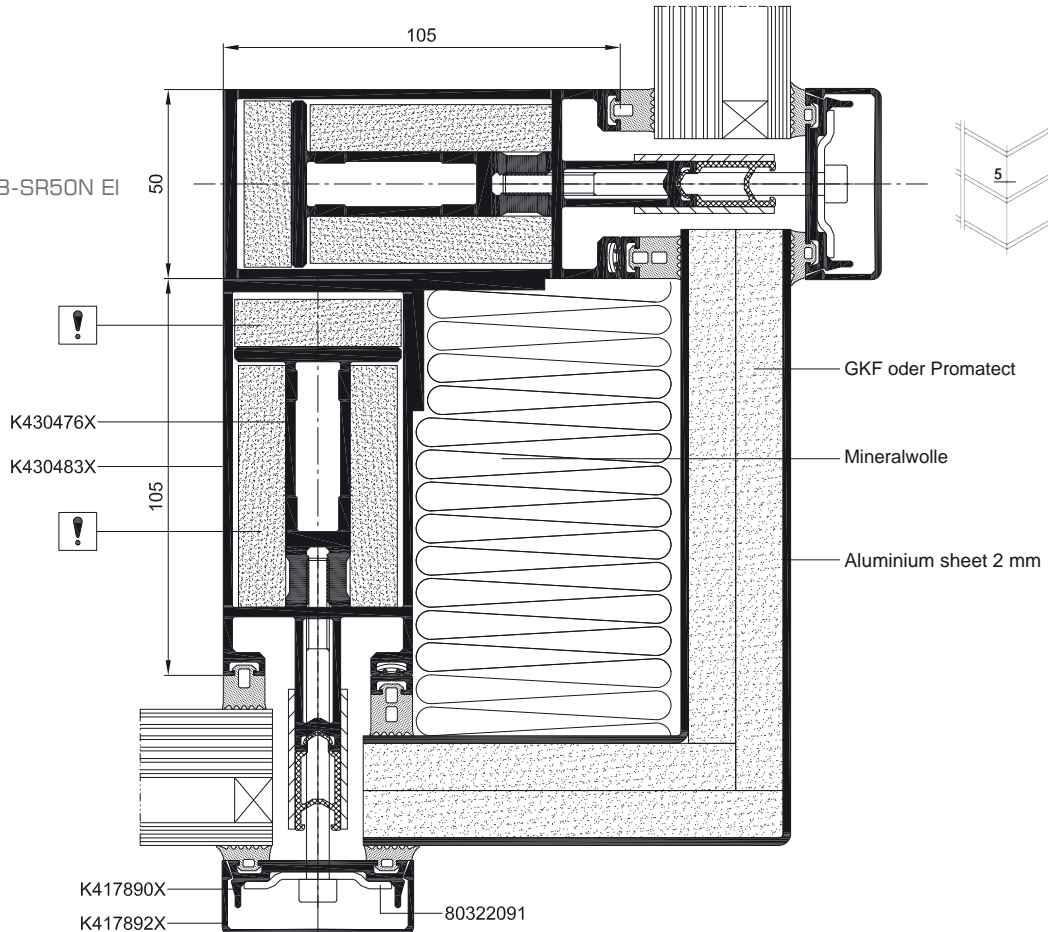 105
50
B-SR50N EI
5
GKF oder Promatect
K430476X
Mineralwolle
K430483X
105
Aluminium sheet 2 mm
K417890X
80322091
K417892X